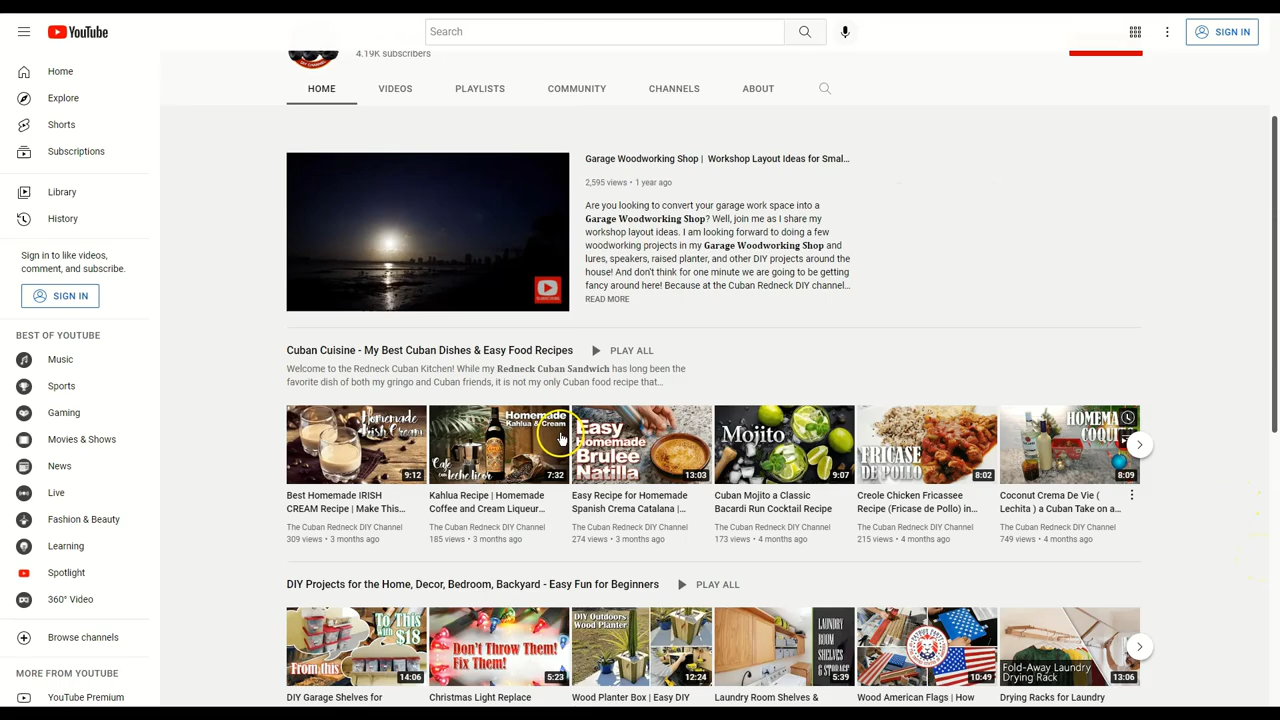 YouTube
Search
SIGN IN
4.19K subscribers
HOME
VIDEOS
PLAYLISTS
COMMUNITY
CHANNELS
ABOUT
Home
Explore
Shorts
Subscriptions
Library
History
Sign in to like videos,
comment, and subscribe.
SIGN IN
BEST OF YOUTUBE
Music
Sports
Gaming
Movies & Shows
News
Live
Fashion & Beauty
Learning
Spotlight
360° Video
Browse channels
MORE FROM YOUTUBE
YouTube Premium
Garage Woodworking Shop | Workshop Layout Ideas for Smal...
2,595 views • 1 year ago
Are you looking to convert your garage work space into a
Garage Woodworking Shop? Well, join me as I share my
workshop layout ideas. I am looking forward to doing a few
woodworking projects in my Garage Woodworking Shop and
lures, speakers, raised planter, and other DIY projects around the
house! And don't think for one minute we are going to be getting
fancy around here! Because at the Cuban Redneck DIY channel...
READ MORE
Cuban Cuisine - My Best Cuban Dishes & Easy Food Recipes
PLAY ALL
Welcome to the Redneck Cuban Kitchen! While my Redneck Cuban Sandwich has long been the
favorite dish of both my gringo and Cuban friends, it is not my only Cuban food recipe that...
Homemade
Irish Cream
9:12
Best Homemade IRISH
CREAM Recipe | Make This...
The Cuban Redneck DIY Channel
309 views • 3 months ago
Homemade
Kahlua & Cream
Cafe con leche licor
7:32
Kahlua Recipe | Homemade
Coffee and Cream Liqueur...
The Cuban Redneck DIY Channel
185 views • 3 months ago
Easy
Homemade
Brulee
Natilla
13:03
Easy Recipe for Homemade
Spanish Crema Catalana |...
The Cuban Redneck DIY Channel
274 views • 3 months ago
Mojito
9:07
Cuban Mojito a Classic
Bacardi Run Cocktail Recipe
The Cuban Redneck DIY Channel
173 views • 4 months ago
FRICASE
DE POLLO
8:02
Creole Chicken Fricassee
Recipe (Fricase de Pollo) in...
The Cuban Redneck DIY Channel
215 views • 4 months ago
HOMEMA
COQUI
8:09
Coconut Crema De Vie (
Lechita ) a Cuban Take on a...
The Cuban Redneck DIY Channel
749 views • 4 months ago
DIY Projects for the Home, Decor, Bedroom, Backyard - Easy Fun for Beginners
PLAY ALL
To This
with $18
From this
14:06
DIY Garage Shelves for
Don't Throw Them!
Fix Them!
5:23
Christmas Light Replace
DIY Outdoors
Wood Planter
12:24
Wood Planter Box | Easy DIY
LAUNDRY
ROOM
SHELVES
& STORAGE
5:39
Laundry Room Shelves &
10:49
Wood American Flags | How
Fold-Away Laundry
Drying Rack
13:06
Drying Racks for Laundry